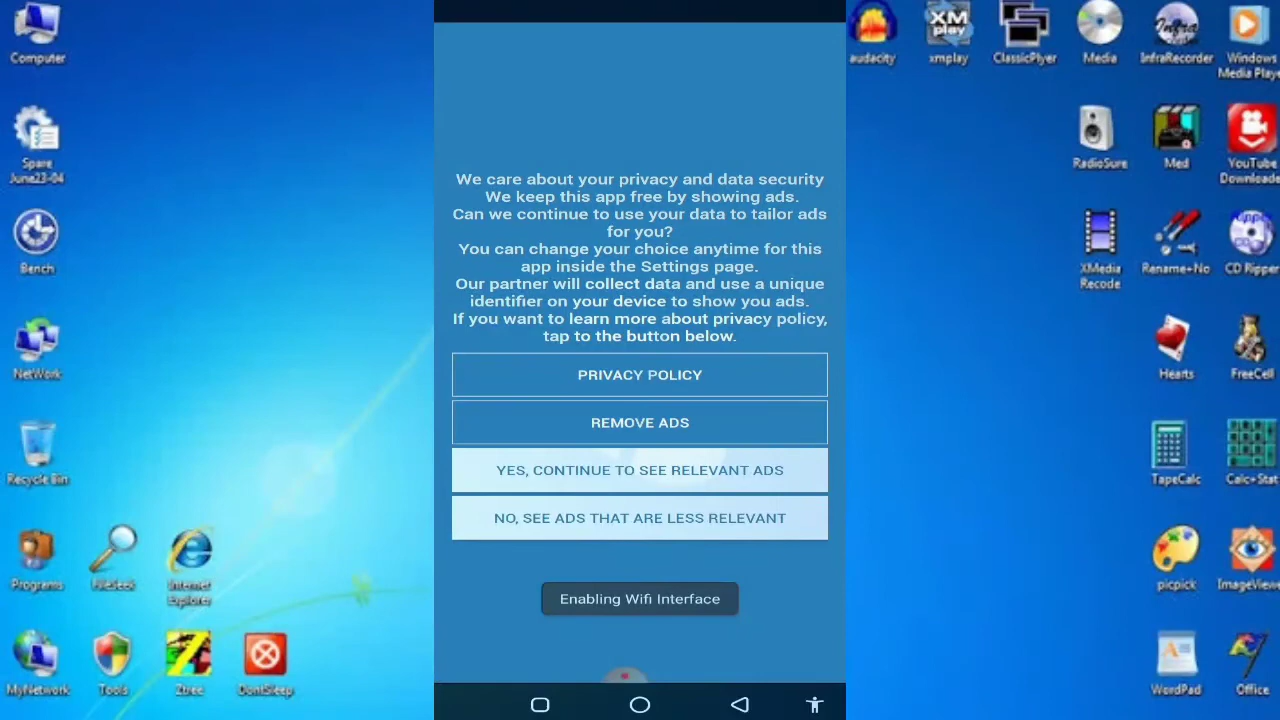 Computer
Spare
June23-04
Bench
NetWork
Recycle Bin
Programs
FileSeek
Internet
Explorer
MyNetwork
Tools
Ztree
DontSleep
We care about your privacy and data security
We keep this app free by showing ads.
Can we continue to use your data to tailor ads
for you?
You can change your choice anytime for this
app inside the Settings page.
Our partner will collect data and use a unique
identifier on your device to show you ads.
If you want to learn more about privacy policy,
tap to the button below.
PRIVACY POLICY
REMOVE ADS
YES, CONTINUE TO SEE RELEVANT ADS
NO, SEE ADS THAT ARE LESS RELEVANT
Enabling Wifi Interface
XM
play
audacity
xmplay
ClassicPlyer
Media
InfraRecorder
Windows
Media Playe
RadioSure
Med
YouTube
Downloade
XMedia
Recode
Rename+No
CD Ripper
Hearts
FreeCell
TapeCalc
Calc+Stat
picpick
ImageViewe
WordPad
Office